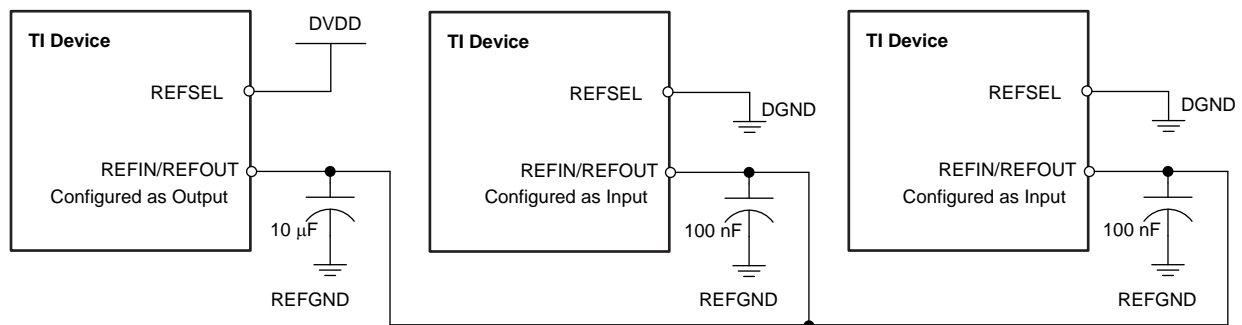 TI Device
DVDD
REFSEL
REFIN/REFOUT
Configured as Output
10 μF
REFGND
TI Device
REFSEL
DGND
REFIN/REFOUT
Configured as Input
100 nF
REFGND
TI Device
REFSEL
DGND
REFIN/REFOUT
Configured as Input
100 nF
REFGND